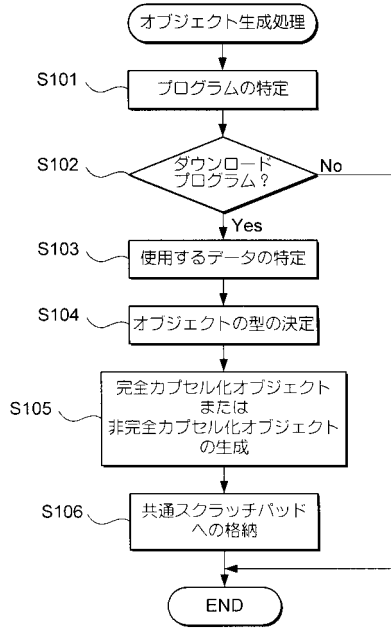 オブジェクト生成処理
S101
プログラムの特定
S102
ダウンロード
プログラム？
No
Yes
S103
使用するデータの特定
S104
オブジェクトの型の決定
S105
完全カプセル化オブジェクト
または
非完全カプセル化オブジェクト
の生成
S106
共通スクラッチパッド
への格納
END